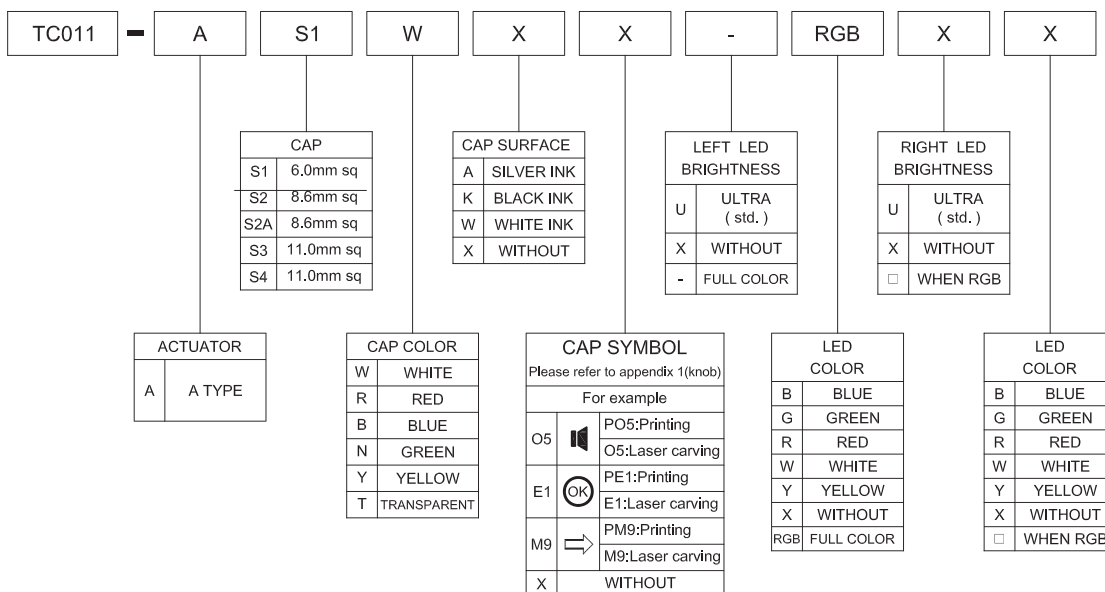 TC011 - A S1 W X X - RGB X X
CAP
S1 6.0mm sq
S2 8.6mm sq
S2A 8.6mm sq
S3 11.0mm sq
S4 11.0mm sq
CAP SURFACE
A SILVER INK
K BLACK INK
W WHITE INK
X WITHOUT
LEFT LED
BRIGHTNESS
U ULTRA
( std. )
X WITHOUT
- FULL COLOR
RIGHT LED
BRIGHTNESS
U ULTRA
( std. )
X WITHOUT
□ WHEN RGB
ACTUATOR
A A TYPE
CAP COLOR
W WHITE
R RED
B BLUE
N GREEN
Y YELLOW
T TRANSPARENT
CAP SYMBOL
Please refer to appendix 1(knob)
For example
O5 PO5:Printing
O5:Laser carving
E1 OK PE1:Printing
E1:Laser carving
M9 PM9:Printing
M9:Laser carving
X WITHOUT
LED
COLOR
B BLUE
G GREEN
R RED
W WHITE
Y YELLOW
X WITHOUT
RGB FULL COLOR
LED
COLOR
B BLUE
G GREEN
R RED
W WHITE
Y YELLOW
X WITHOUT
□ WHEN RGB